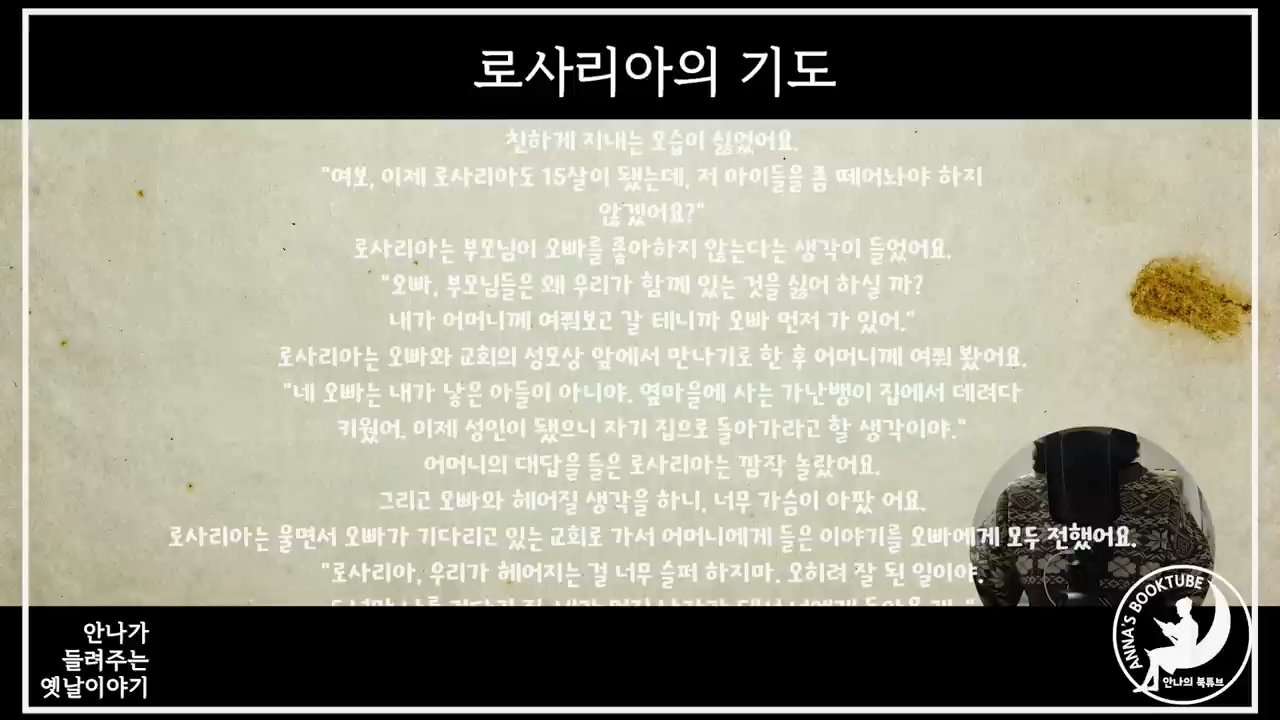 로사리아의 기도
친하게 지내는 모습이 싫었어요.
"여보, 이제 로사리아도 15살이 됐는데, 저 아이들을 좀 떼어놔야 하지
않겠어요?"
로사리아는 부모님이 오빠를 좋아하지 않는다는 생각이 들었어요.
"오빠, 부모님들은 왜 우리가 함께 있는 것을 싫어 하실 까?
내가 어머니께 여쭤보고 갈 테니까 오빠 먼저 가 있어."
로사리아는 오빠와 교회의 성모상 앞에서 만나기로 한 후 어머니께 여쭤 봤어요.
"네 오빠는 내가 낳은 아들이 아니야. 옆마을에 사는 가난뱅이 집에서 데려다
키웠어. 이제 성인이 됐으니 자기 집으로 돌아가라고 할 생각이야."
어머니의 대답을 들은 로사리아는 깜짝 놀랐어요.
그리고 오빠와 헤어질 생각을 하니, 너무 가슴이 아팠 어요.
로사리아는 울면서 오빠가 기다리고 있는 교회로 가서 어머니에게 들은 이야기를 오빠에게 모두 전했어요.
"로사리아, 우리가 헤어지는 걸 너무 슬퍼 하지마. 오히려 잘 된 일이야.
안나가
들려주는
옛날이야기
ANNA'S BOOKTUBE
안나의 북튜브